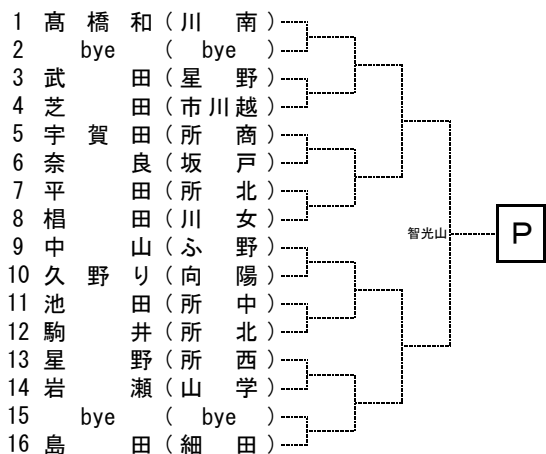 1 髙橋和(川南)
2 bye (bye)
3 武田(星野)
4 芝田(市川越)
5 宇賀田(所商)
6 奈良(坂戸)
7 平田(所北)
8 椙田(川女)
9 中山(ふ野)
智光山
P
10 久野り(向陽)
11 池田(所中)
12 駒井(所北)
13 星野(所西)
14 岩瀬(山学)
15 bye (bye)
16 島田(細田)